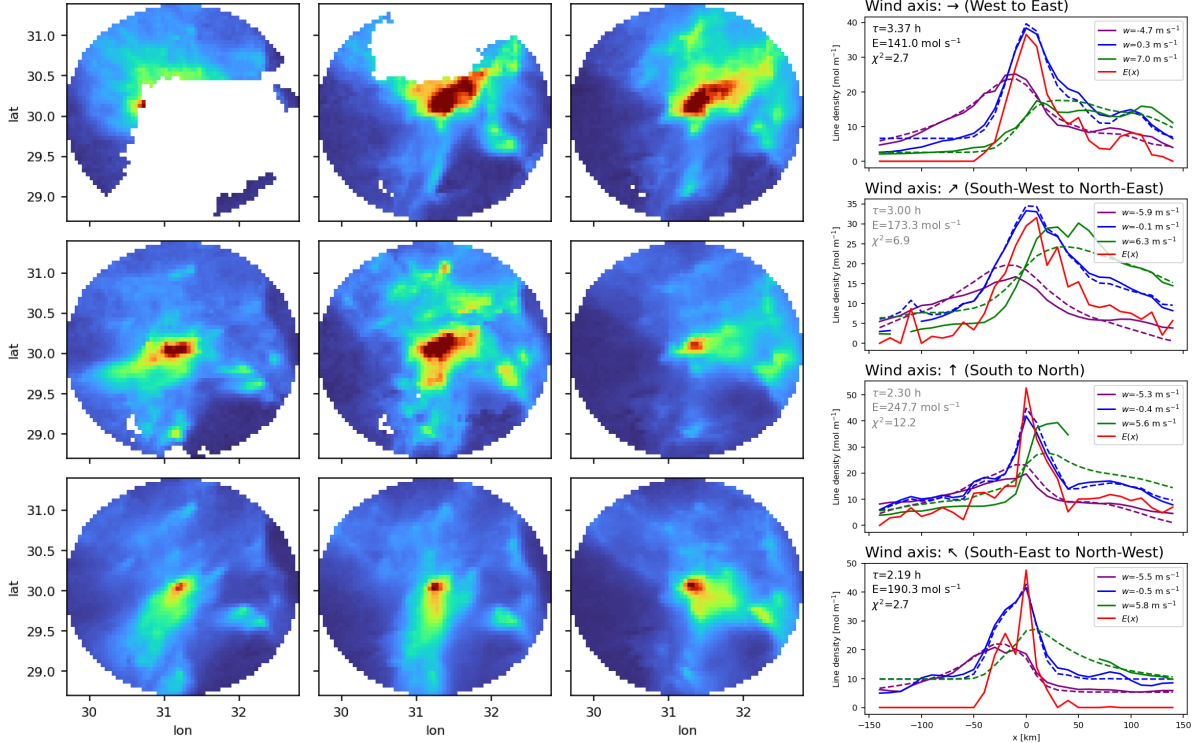 lat
31.0
30.5
30.0
29.5
29.0
lat
31.0
30.5
30.0
29.5
29.0
lat
31.0
30.5
30.0
29.5
29.0
30
31
32
30
31
32
30
31
32
lon
lon
lon
Wind axis: → (West to East)
τ=3.37 h
E=141.0 mol s⁻¹
χ²=2.7
w=-4.7 m s⁻¹
w=0.3 m s⁻¹
w=7.0 m s⁻¹
E(x)
Line density [mol m⁻¹]
40
30
20
10
0
Wind axis: ↗ (South-West to North-East)
τ=3.00 h
E=173.3 mol s⁻¹
χ²=6.9
w=-5.9 m s⁻¹
w=-0.1 m s⁻¹
w=6.3 m s⁻¹
E(x)
Line density [mol m⁻¹]
35
30
25
20
15
10
5
0
Wind axis: ↑ (South to North)
τ=2.30 h
E=247.7 mol s⁻¹
χ²=12.2
w=-5.3 m s⁻¹
w=-0.4 m s⁻¹
w=5.6 m s⁻¹
E(x)
Line density [mol m⁻¹]
50
40
30
20
10
0
Wind axis: ↖ (South-East to North-West)
τ=2.19 h
E=190.3 mol s⁻¹
χ²=2.7
w=-5.5 m s⁻¹
w=-0.5 m s⁻¹
w=5.8 m s⁻¹
E(x)
Line density [mol m⁻¹]
50
40
30
20
10
0
−150
−100
−50
0
50
100
150
x [km]